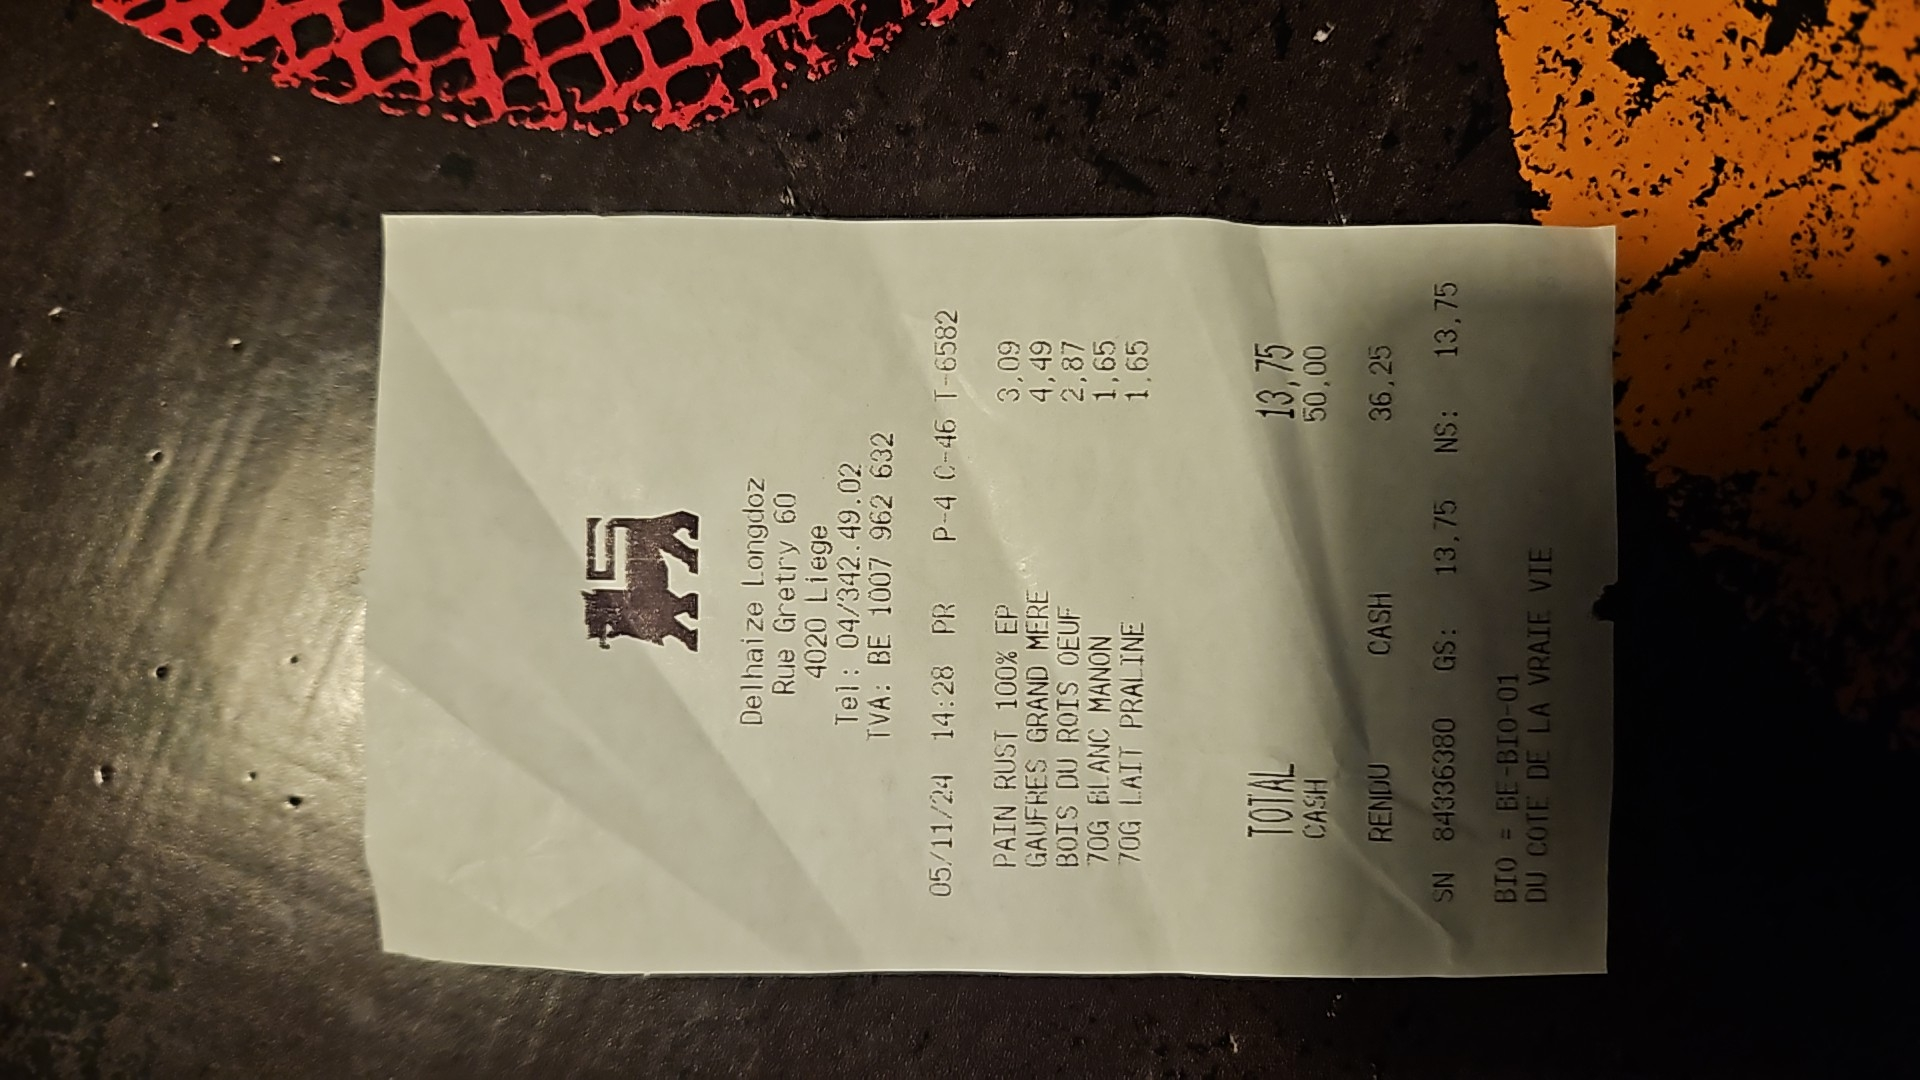 Delhaize Longdoz
Rue Gretry 60
4020 Liege
Tel: 04/342.49.02
TVA: BE 1007 962 632
05/11/24 14:28 PR P-4 C-46 T-6582
PAIN RUST 100% EP 3,09
GAUFRES GRAND MERE 4,49
BOIS DU ROIS OEUF 2,87
70G BLANC MANON 1,65
70G LAIT PRALINE 1,65
TOTAL 13,75
CASH 50,00
RENDU CASH 36,25
SN 84336380 GS: 13,75 NS: 13,75
BIO = BE-BIO-01
DU COTE DE LA VRAIE VIE